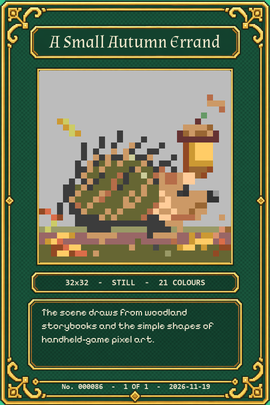 A Small Autumn Errand
32x32 - STILL - 21 COLOURS
The scene draws from woodland
storybooks and the simple shapes of
handheld-game pixel art.
No. 000086 - 1 OF 1 - 2026-11-19